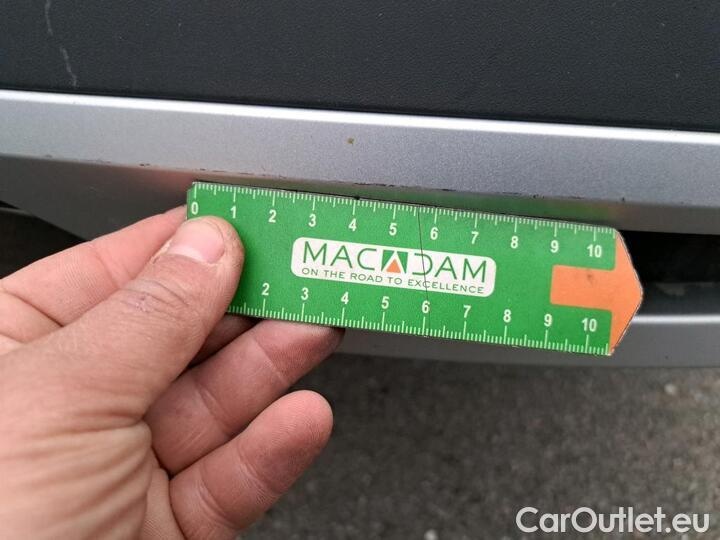 0 1 2 3 4 5 6 7 8 9 10
MACADAM
ON THE ROAD TO EXCELLENCE
2 3 4 5 6 7 8 9 10
CarOutlet.eu